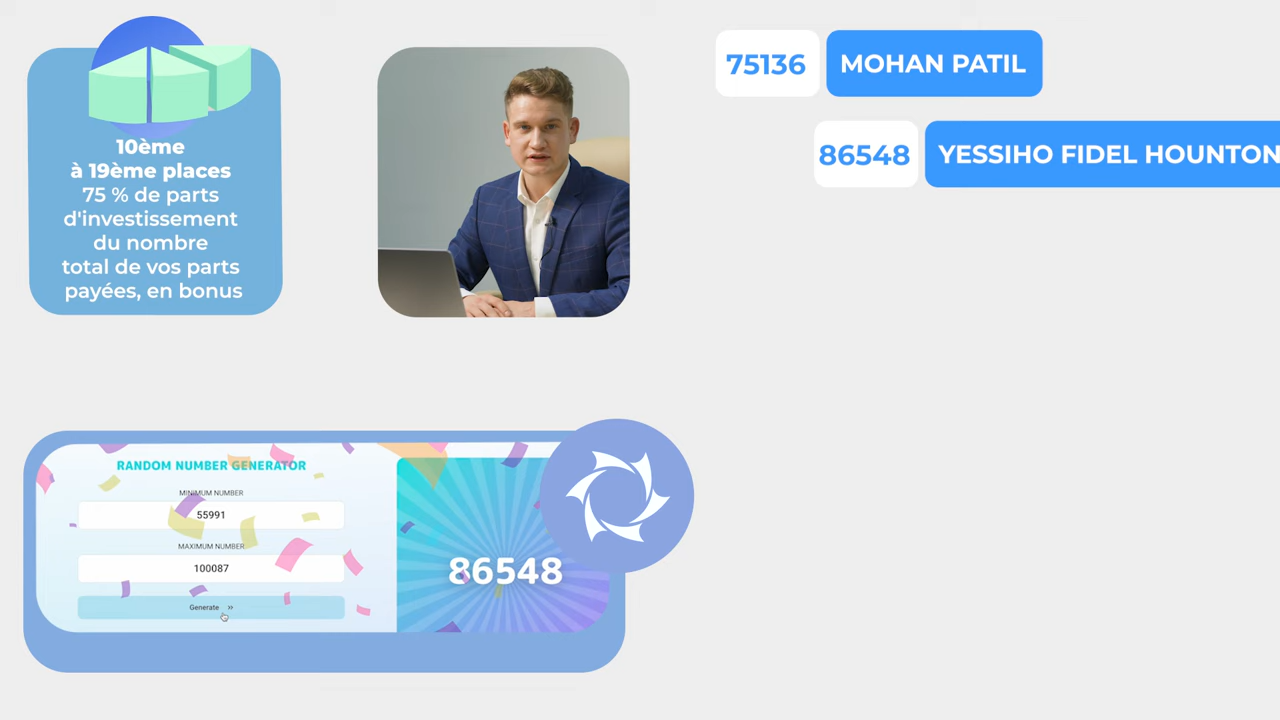 10ème
à 19ème places
75 % de parts
d'investissement
du nombre
total de vos parts
payées, en bonus
75136 MOHAN PATIL
86548 YESSIHO FIDEL HOUNTON
RANDOM NUMBER GENERATOR
MINIMUM NUMBER
55991
MAXIMUM NUMBER
100087
Generate >>
86548